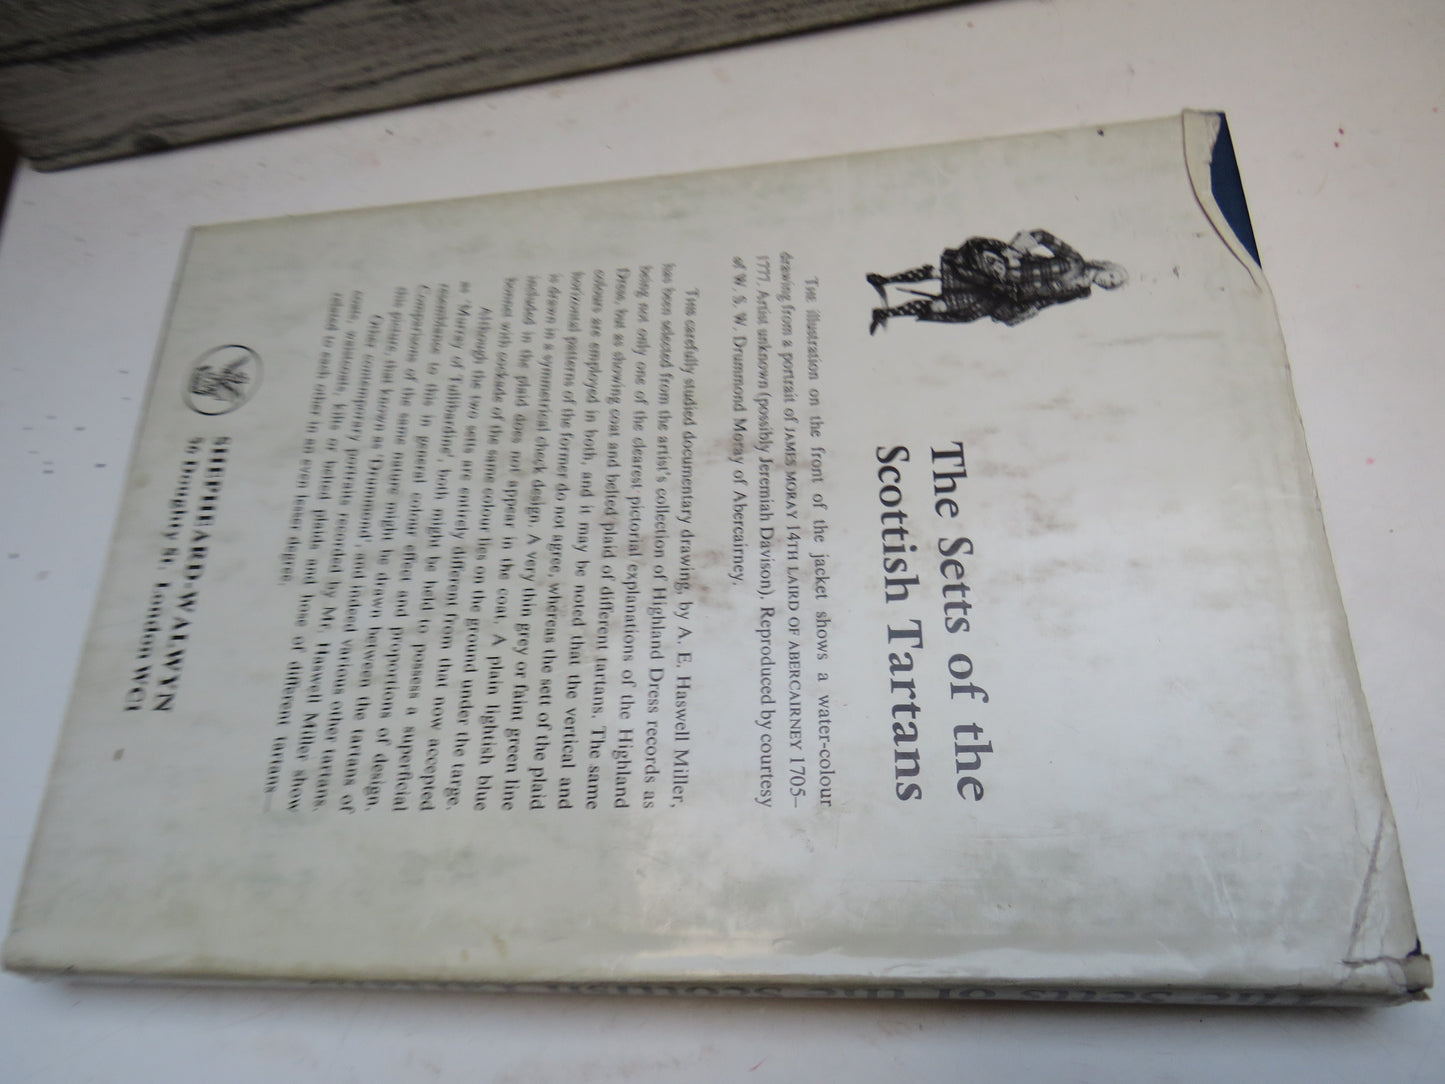 The Setts of the
Scottish Tartans
THE illustration on the front of the jacket shows a water-colour
drawing from a portrait of JAMES MORAY 14TH LAIRD OF ABERCAIRNEY 1705–
1777. Artist unknown (possibly Jeremiah Davison). Reproduced by courtesy
of W. S. W. Drummond Moray of Abercairney.
THIS carefully studied documentary drawing, by A. E. Haswell Miller,
has been selected from the artist's collection of Highland Dress records as
being not only one of the clearest pictorial explanations of the Highland
Dress, but as showing coat and belted plaid of different tartans. The same
colours are employed in both, and it may be noted that the vertical and
horizontal patterns of the former do not agree, whereas the sett of the plaid
is drawn in a symmetrical check design. A very thin grey or faint green line
included in the plaid does not appear in the coat. A plain lightish blue
bonnet with cockade of the same colour lies on the ground under the targe.
Although the two setts are entirely different from that now accepted
as 'Murray of Tullibardine', both might be held to possess a superficial
resemblance to this in general colour effect and proportions of design.
Comparisons of the same nature might be drawn between the tartans of
this picture, that known as 'Drummond', and indeed various other tartans.
Other contemporary portraits recorded by Mr. Haswell Miller show
coats, waistcoats, kilts or belted plaids and hose of different tartans—
related to each other in an even lesser degree.
SHEPHEARD-WALWYN
56 Doughty St. London WC1
The Setts of the Scottish Tartans